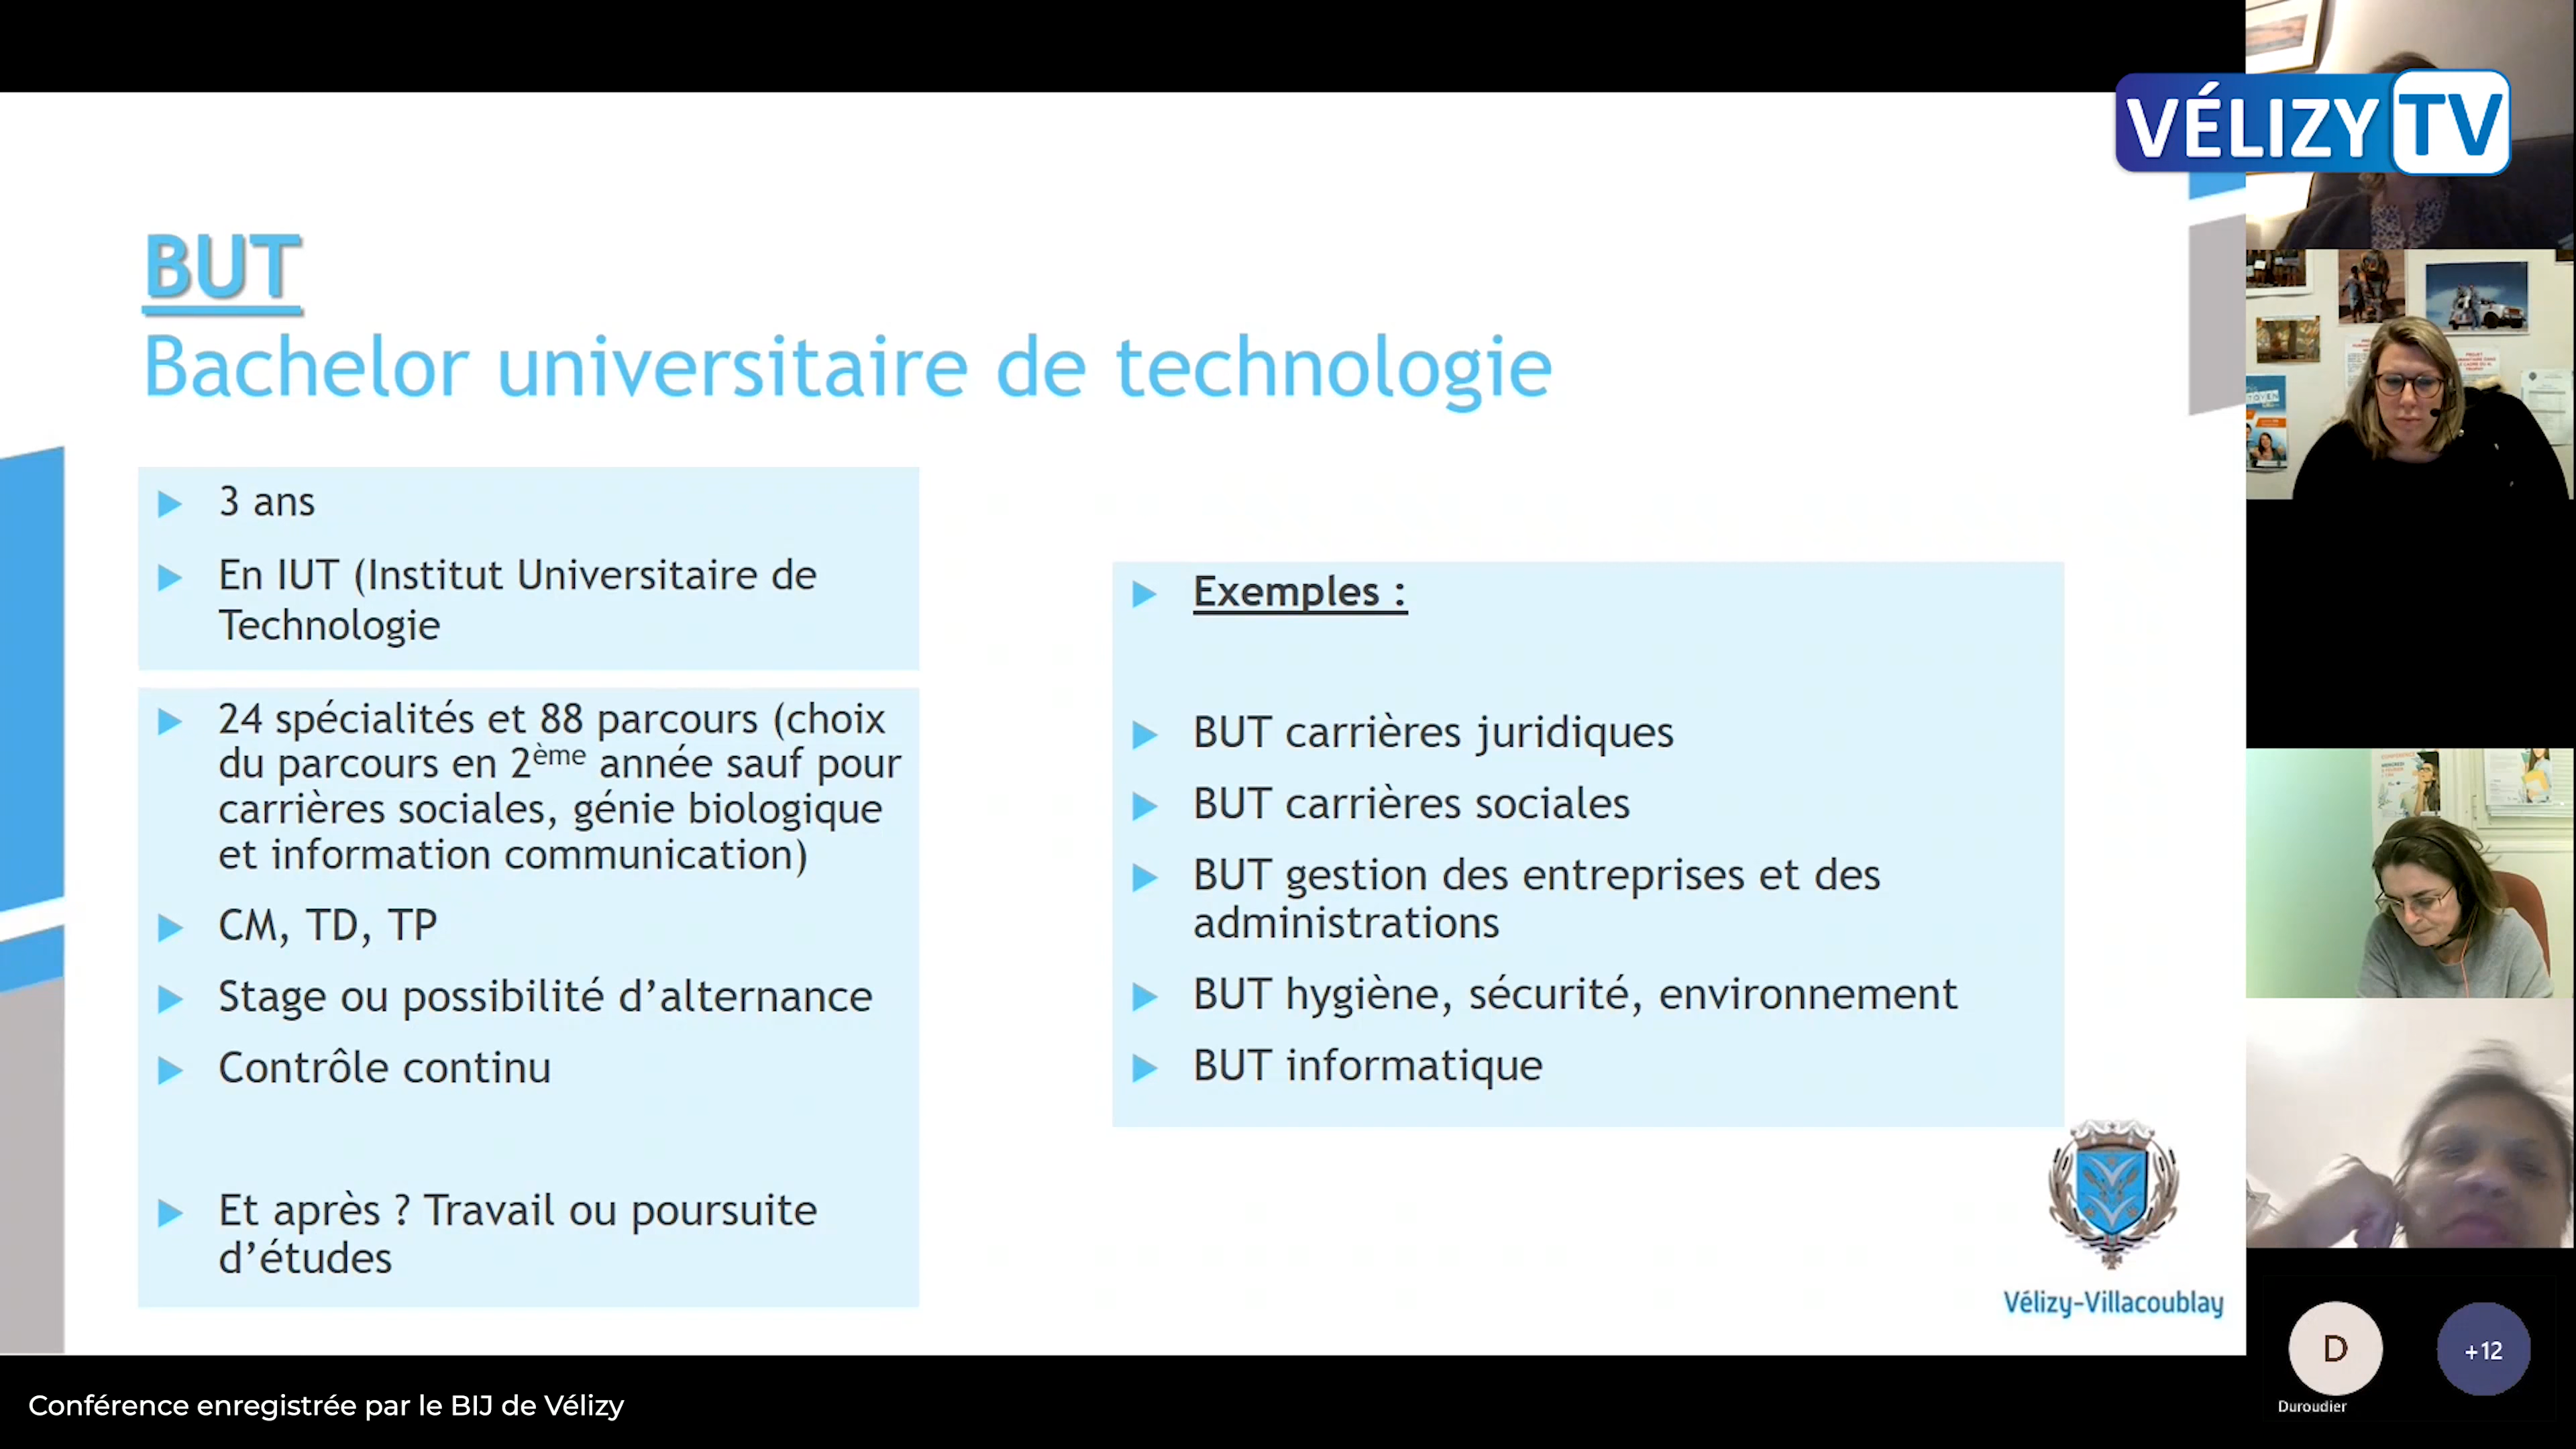 VÉLIZY TV
BUT
Bachelor universitaire de technologie
3 ans
En IUT (Institut Universitaire de
Technologie
24 spécialités et 88 parcours (choix
du parcours en 2ème année sauf pour
carrières sociales, génie biologique
et information communication)
CM, TD, TP
Stage ou possibilité d’alternance
Contrôle continu
Et après ? Travail ou poursuite
d’études
Exemples :
BUT carrières juridiques
BUT carrières sociales
BUT gestion des entreprises et des
administrations
BUT hygiène, sécurité, environnement
BUT informatique
Vélizy-Villacoublay
PROJET
D
+12
Duroudier
Conférence enregistrée par le BIJ de Vélizy